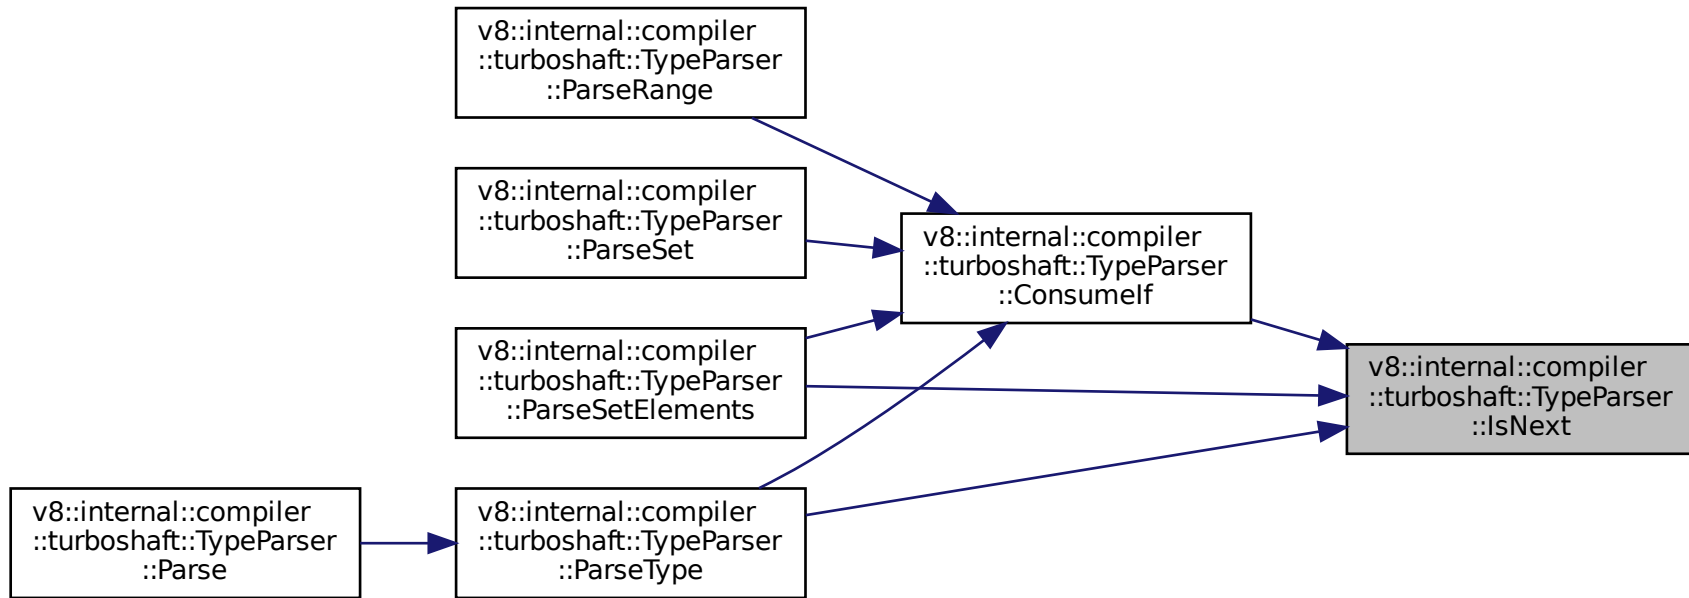 v8::internal::compiler
::turboshaft::TypeParser
::ParseRange
v8::internal::compiler
::turboshaft::TypeParser
::ParseSet
v8::internal::compiler
::turboshaft::TypeParser
::ConsumeIf
v8::internal::compiler
::turboshaft::TypeParser
::ParseSetElements
v8::internal::compiler
::turboshaft::TypeParser
::IsNext
v8::internal::compiler
::turboshaft::TypeParser
::Parse
v8::internal::compiler
::turboshaft::TypeParser
::ParseType